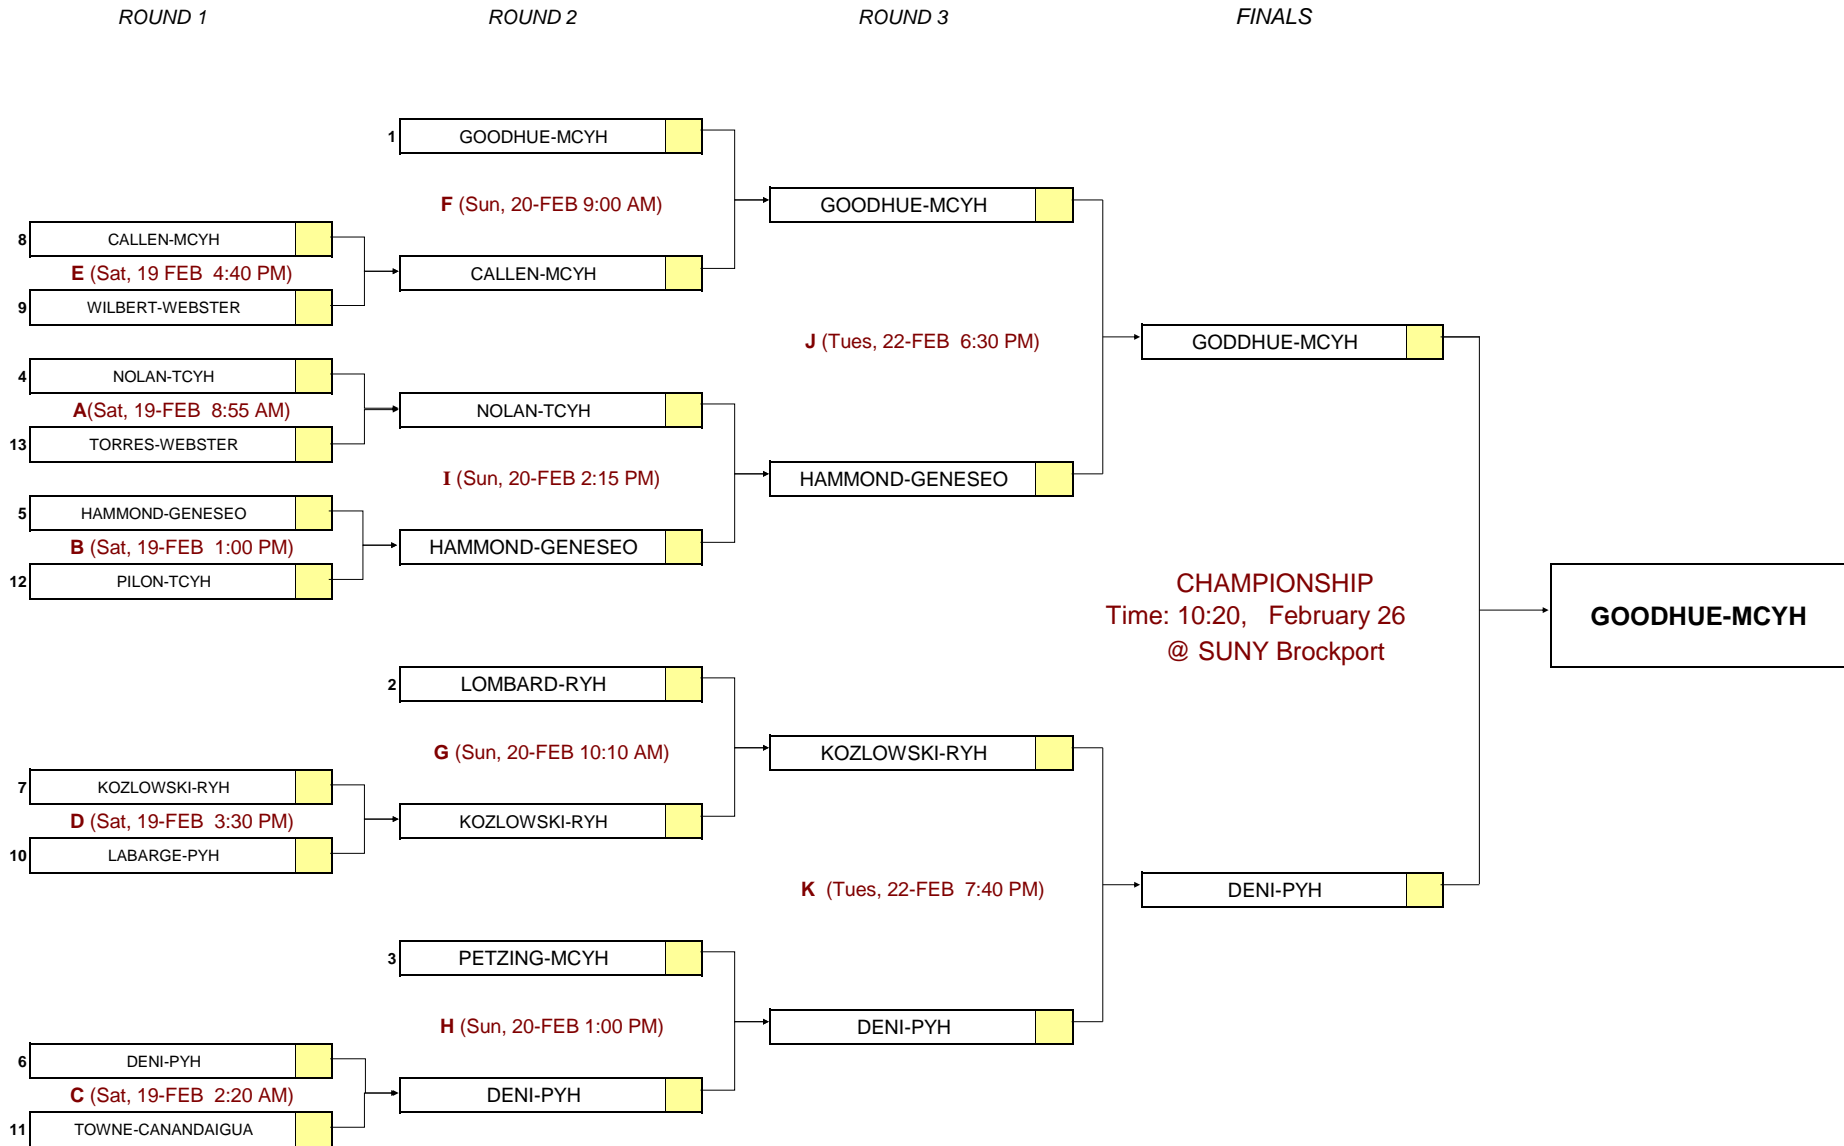 ROUND 1
ROUND 2
ROUND 3
FINALS
1 GOODHUE-MCYH
F (Sun, 20-FEB 9:00 AM)
GOODHUE-MCYH
8 CALLEN-MCYH
E (Sat, 19 FEB 4:40 PM)
CALLEN-MCYH
9 WILBERT-WEBSTER
J (Tues, 22-FEB 6:30 PM)
GODDHUE-MCYH
4 NOLAN-TCYH
A(Sat, 19-FEB 8:55 AM)
NOLAN-TCYH
13 TORRES-WEBSTER
I (Sun, 20-FEB 2:15 PM)
HAMMOND-GENESEO
5 HAMMOND-GENESEO
B (Sat, 19-FEB 1:00 PM)
HAMMOND-GENESEO
12 PILON-TCYH
CHAMPIONSHIP
Time: 10:20, February 26
@ SUNY Brockport
GOODHUE-MCYH
2 LOMBARD-RYH
G (Sun, 20-FEB 10:10 AM)
KOZLOWSKI-RYH
7 KOZLOWSKI-RYH
D (Sat, 19-FEB 3:30 PM)
KOZLOWSKI-RYH
10 LABARGE-PYH
K (Tues, 22-FEB 7:40 PM)
DENI-PYH
3 PETZING-MCYH
H (Sun, 20-FEB 1:00 PM)
DENI-PYH
6 DENI-PYH
C (Sat, 19-FEB 2:20 AM)
DENI-PYH
11 TOWNE-CANANDAIGUA